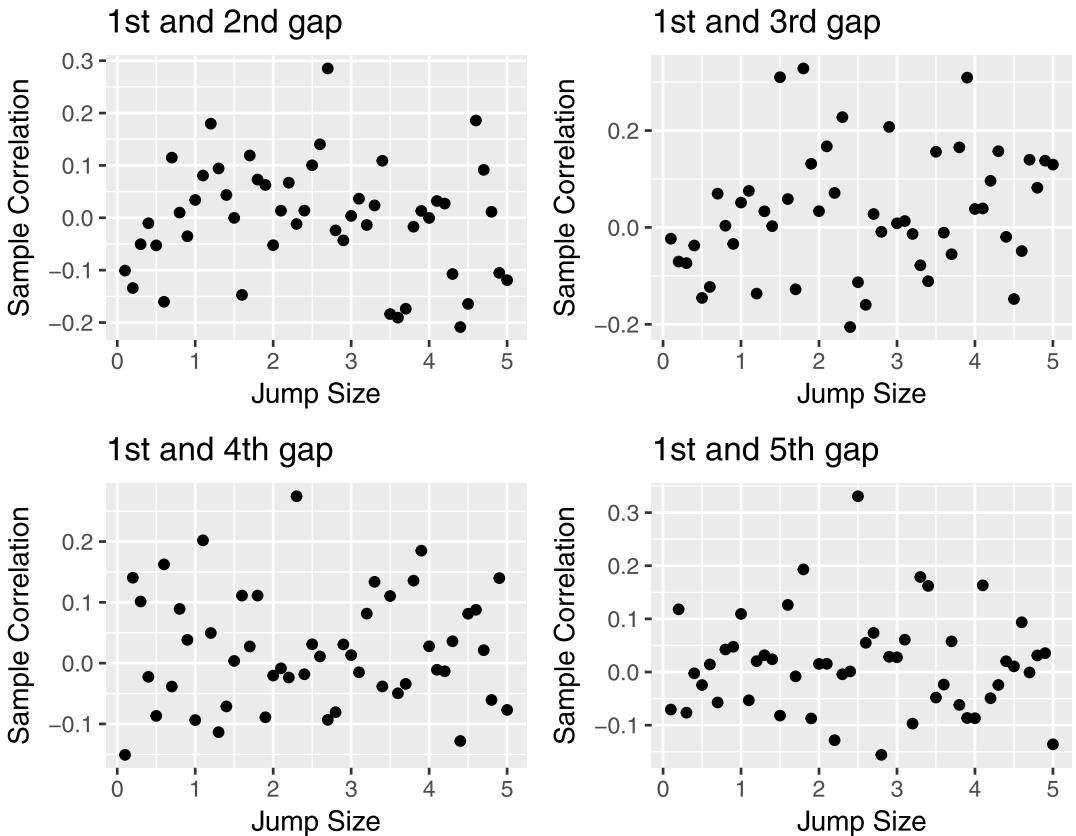 1st and 2nd gap
Sample Correlation
0.3
0.2
0.1
0.0
−0.1
−0.2
0 1 2 3 4 5
Jump Size
1st and 3rd gap
Sample Correlation
0.2
0.0
−0.2
0 1 2 3 4 5
Jump Size
1st and 4th gap
Sample Correlation
0.2
0.1
0.0
−0.1
0 1 2 3 4 5
Jump Size
1st and 5th gap
Sample Correlation
0.3
0.2
0.1
0.0
−0.1
0 1 2 3 4 5
Jump Size